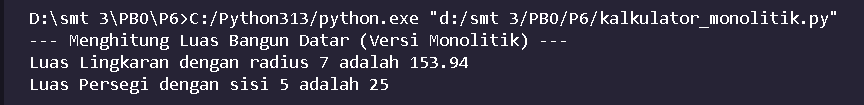 D:\smt 3\PBO\P6>C:/Python313/python.exe "d:/smt 3/PBO/P6/kalkulator_monolitik.py"
--- Menghitung Luas Bangun Datar (Versi Monolitik) ---
Luas Lingkaran dengan radius 7 adalah 153.94
Luas Persegi dengan sisi 5 adalah 25